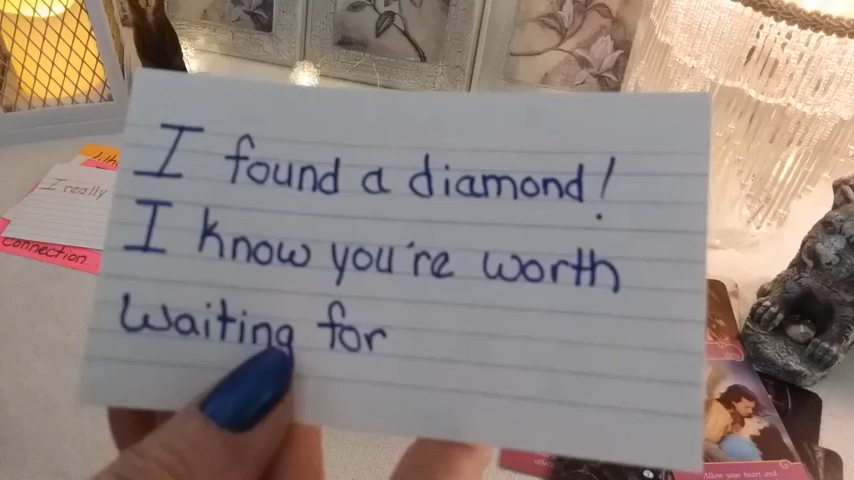 I found a diamond!
I know you're worth
Waiting for
I really
Connection
Allow your heart and